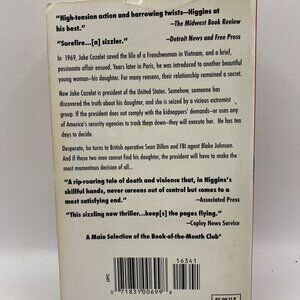 "High-tension action and harrowing twists—Higgins at
his best."
—The Midwest Book Review
"Surefire...[a] sizzler."
—Detroit News and Free Press
In 1969, Jake Cazalet saved the life of a Frenchwoman in Vietnam, and a brief,
passionate affair ensued. Years later in Paris, he was introduced to another beautiful
young woman—his daughter. For many reasons, their relationship remained a secret.
Now Jake Cazalet is president of the United States. Somehow, someone has
discovered the truth about his daughter, and she is seized by a vicious extremist
group. If the president does not comply with the kidnappers' demands—or uses any
of America's security agencies to track them down—they will execute her. He has ten
days to decide.
Desperate, he turns to British operative Sean Dillon and FBI agent Blake Johnson.
And if these two cannot find his daughter, the president will have to make the
most momentous decision of all...
"A rip-roaring tale of death and violence that, in Higgins's
skillful hands, never careens out of control but comes to a
most satisfying end."
—Copley News Service
"This sizzling new thriller...keep[s] the pages flying."
A Main Selection of the Book-of-the-Month Club®
16341
UPC
0
71831 00699
8